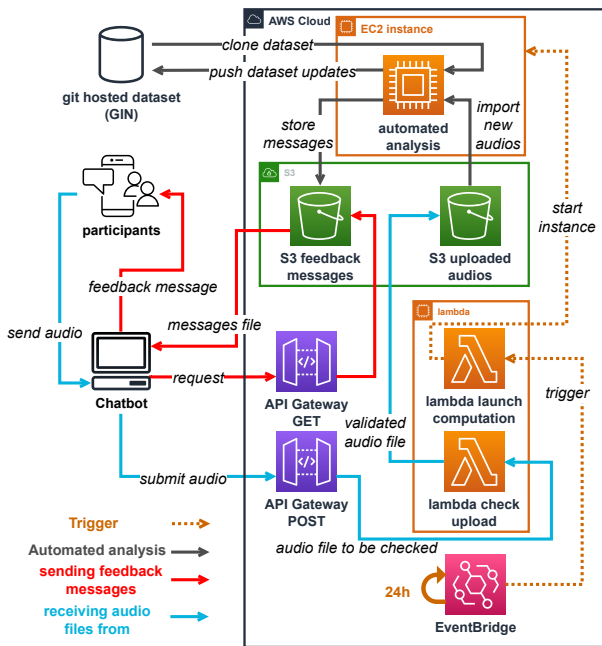 AWS Cloud
EC2 instance
clone dataset
push dataset updates
git hosted dataset
(GIN)
automated
analysis
import
new
audios
store
messages
S3
participants
S3 feedback
messages
S3 uploaded
audios
start
instance
feedback message
send audio
messages file
lambda
request
Chatbot
API Gateway
GET
validated
audio file
lambda launch
computation
trigger
submit audio
API Gateway
POST
lambda check
upload
audio file to be checked
Trigger
Automated analysis
sending feedback
messages
receiving audio
files from
24h
EventBridge